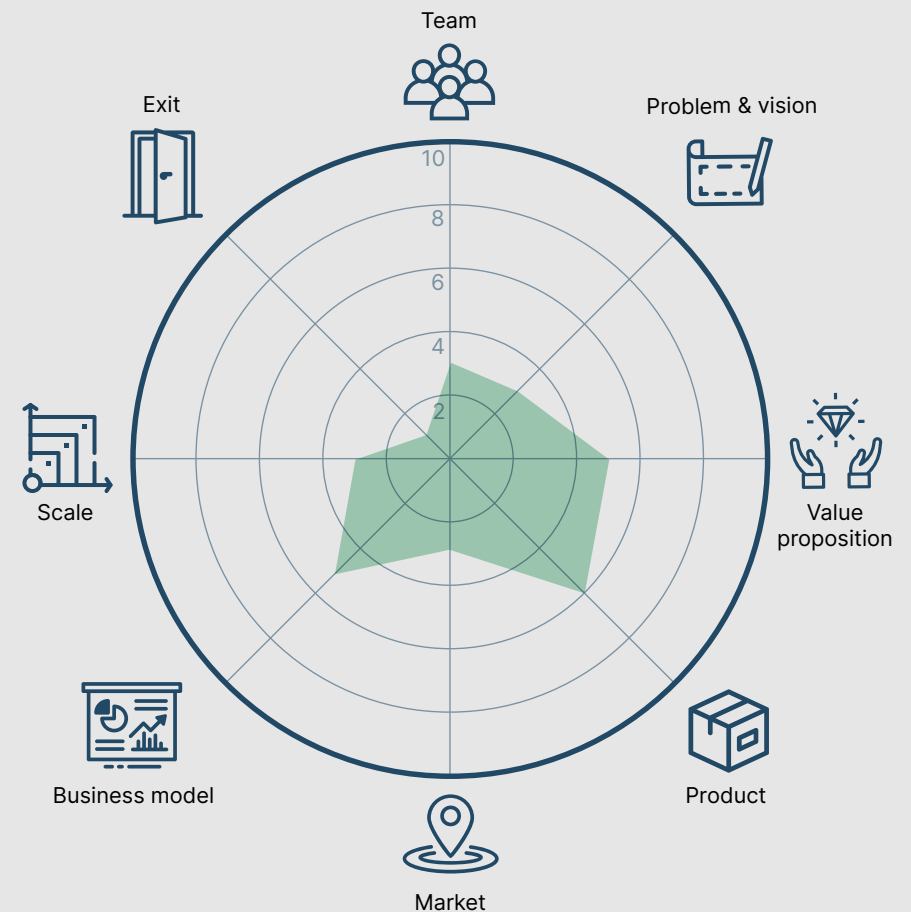 Team
Exit
Problem & vision
10
8
6
4
2
Scale
Value
proposition
Business model
Product
Market